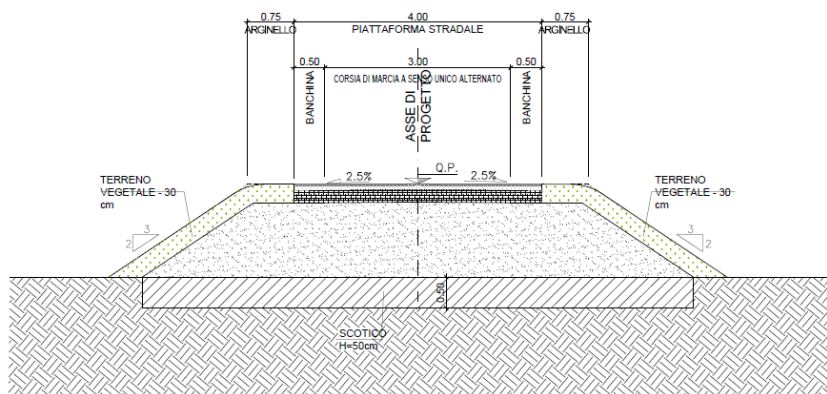 0.75
4.00
0.75
ARGINELLO
PIATTAFORMA STRADALE
ARGINELLO
0.50
3.00
0.50
CORSIA DI MARCIA A SENSO UNICO ALTERNATO
BANCHINA
ASSE DI
PROGETTO
BANCHINA
2.5%
Q.P.
2.5%
TERRENO
VEGETALE - 30
cm
TERRENO
VEGETALE - 30
cm
3
2
3
2
0.50
SCOTICO
H=50cm